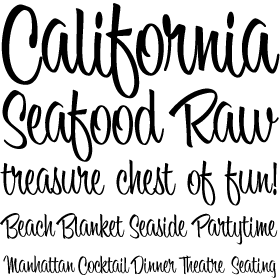 California
Seafood Raw
treasure chest of fun!
Beach Blanket Seaside Partytime
Manhattan Cocktail Dinner Theatre Seating